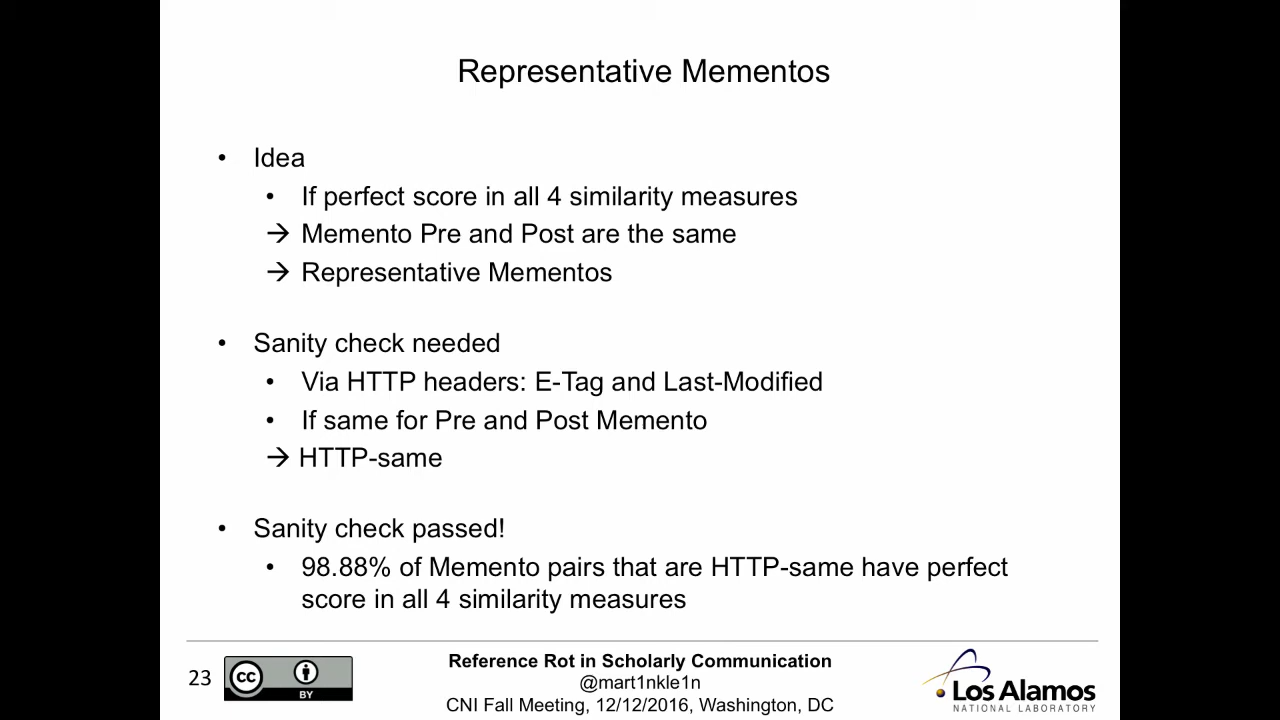 Representative Mementos
• Idea
• If perfect score in all 4 similarity measures
→ Memento Pre and Post are the same
→ Representative Mementos
• Sanity check needed
• Via HTTP headers: E-Tag and Last-Modified
• If same for Pre and Post Memento
→ HTTP-same
• Sanity check passed!
• 98.88% of Memento pairs that are HTTP-same have perfect
score in all 4 similarity measures
23
cc
BY
Reference Rot in Scholarly Communication
@mart1nkle1n
CNI Fall Meeting, 12/12/2016, Washington, DC
Los Alamos
NATIONAL LABORATORY